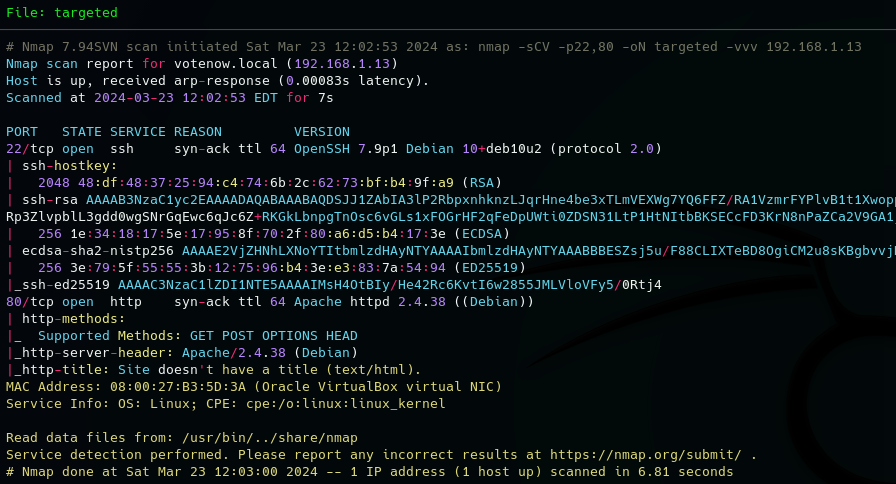 File: targeted
# Nmap 7.94SVN scan initiated Sat Mar 23 12:02:53 2024 as: nmap -sCV -p22,80 -oN targeted -vvv 192.168.1.13
Nmap scan report for votenow.local (192.168.1.13)
Host is up, received arp-response (0.00083s latency).
Scanned at 2024-03-23 12:02:53 EDT for 7s
PORT   STATE SERVICE REASON         VERSION
22/tcp open  ssh     syn-ack ttl 64 OpenSSH 7.9p1 Debian 10+deb10u2 (protocol 2.0)
| ssh-hostkey:
|   2048 48:df:48:37:25:94:c4:74:6b:2c:62:73:bf:b4:9f:a9 (RSA)
| ssh-rsa AAAAB3NzaC1yc2EAAAADAQABAAABAQDSJJ1ZAbIA3lP2RbpxnhknzLJqrHne4be3xTLmVEXWg7YQ6FFZ/RA1VzmrFYPlvB1t1Xwop
Rp3ZlvpblL3gdd0wgSNrGqEwc6qJc6Z+RKGkLbnpgTnOsc6vGLs1xFOGrHF2qFeDpUWti0ZDSN31LtP1HtNItbBKSECcFD3KrN8nPaZCa2V9GA1
|   256 1e:34:18:17:5e:17:95:8f:70:2f:80:a6:d5:b4:17:3e (ECDSA)
| ecdsa-sha2-nistp256 AAAAE2VjZHNhLXNoYTItbmlzdHAyNTYAAAAIbmlzdHAyNTYAAABBBESZsj5u/F88CLIXTeBD8OgiCM2u8sKBgbvvj
|   256 3e:79:5f:55:55:3b:12:75:96:b4:3e:e3:83:7a:54:94 (ED25519)
|_ssh-ed25519 AAAAC3NzaC1lZDI1NTE5AAAAIMsH4OtBIy/He42Rc6KvtI6w2855JMLVloVFy5/0Rtj4
80/tcp open  http    syn-ack ttl 64 Apache httpd 2.4.38 ((Debian))
| http-methods:
|_  Supported Methods: GET POST OPTIONS HEAD
|_http-server-header: Apache/2.4.38 (Debian)
|_http-title: Site doesn't have a title (text/html).
MAC Address: 08:00:27:B3:5D:3A (Oracle VirtualBox virtual NIC)
Service Info: OS: Linux; CPE: cpe:/o:linux:linux_kernel
Read data files from: /usr/bin/../share/nmap
Service detection performed. Please report any incorrect results at https://nmap.org/submit/ .
# Nmap done at Sat Mar 23 12:03:00 2024 -- 1 IP address (1 host up) scanned in 6.81 seconds